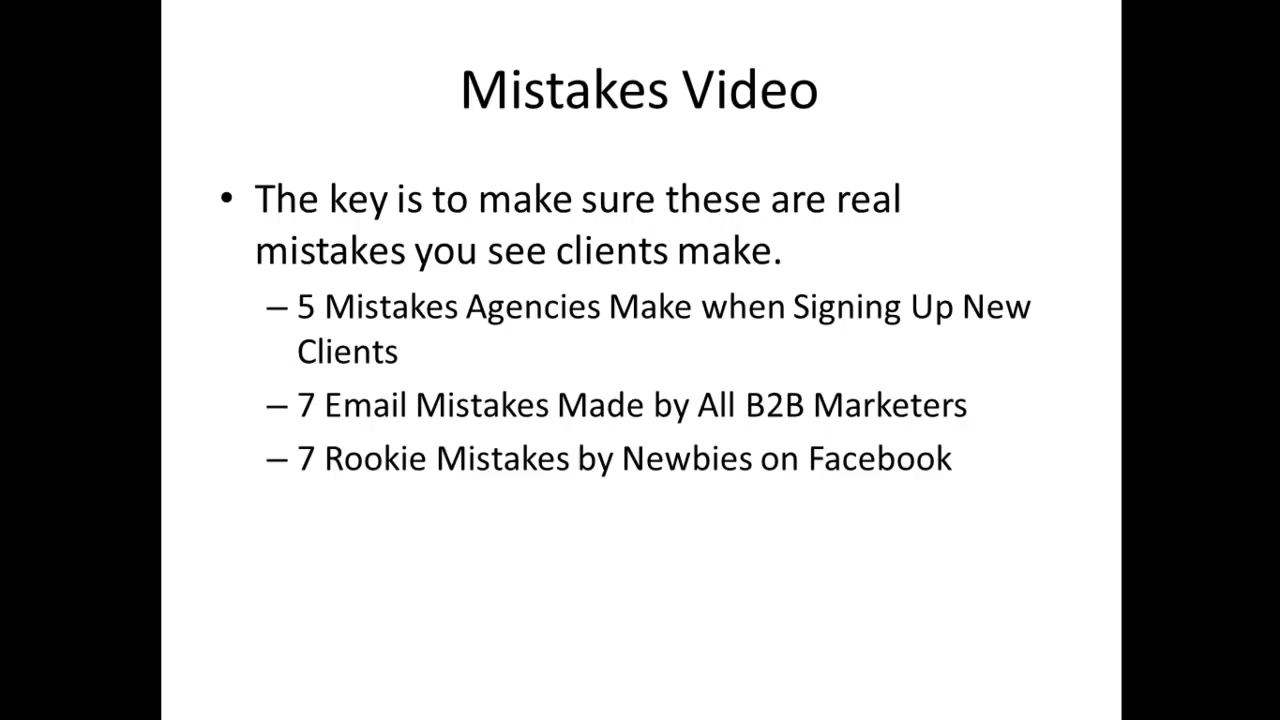 Mistakes Video
• The key is to make sure these are real
mistakes you see clients make.
– 5 Mistakes Agencies Make when Signing Up New
Clients
– 7 Email Mistakes Made by All B2B Marketers
– 7 Rookie Mistakes by Newbies on Facebook